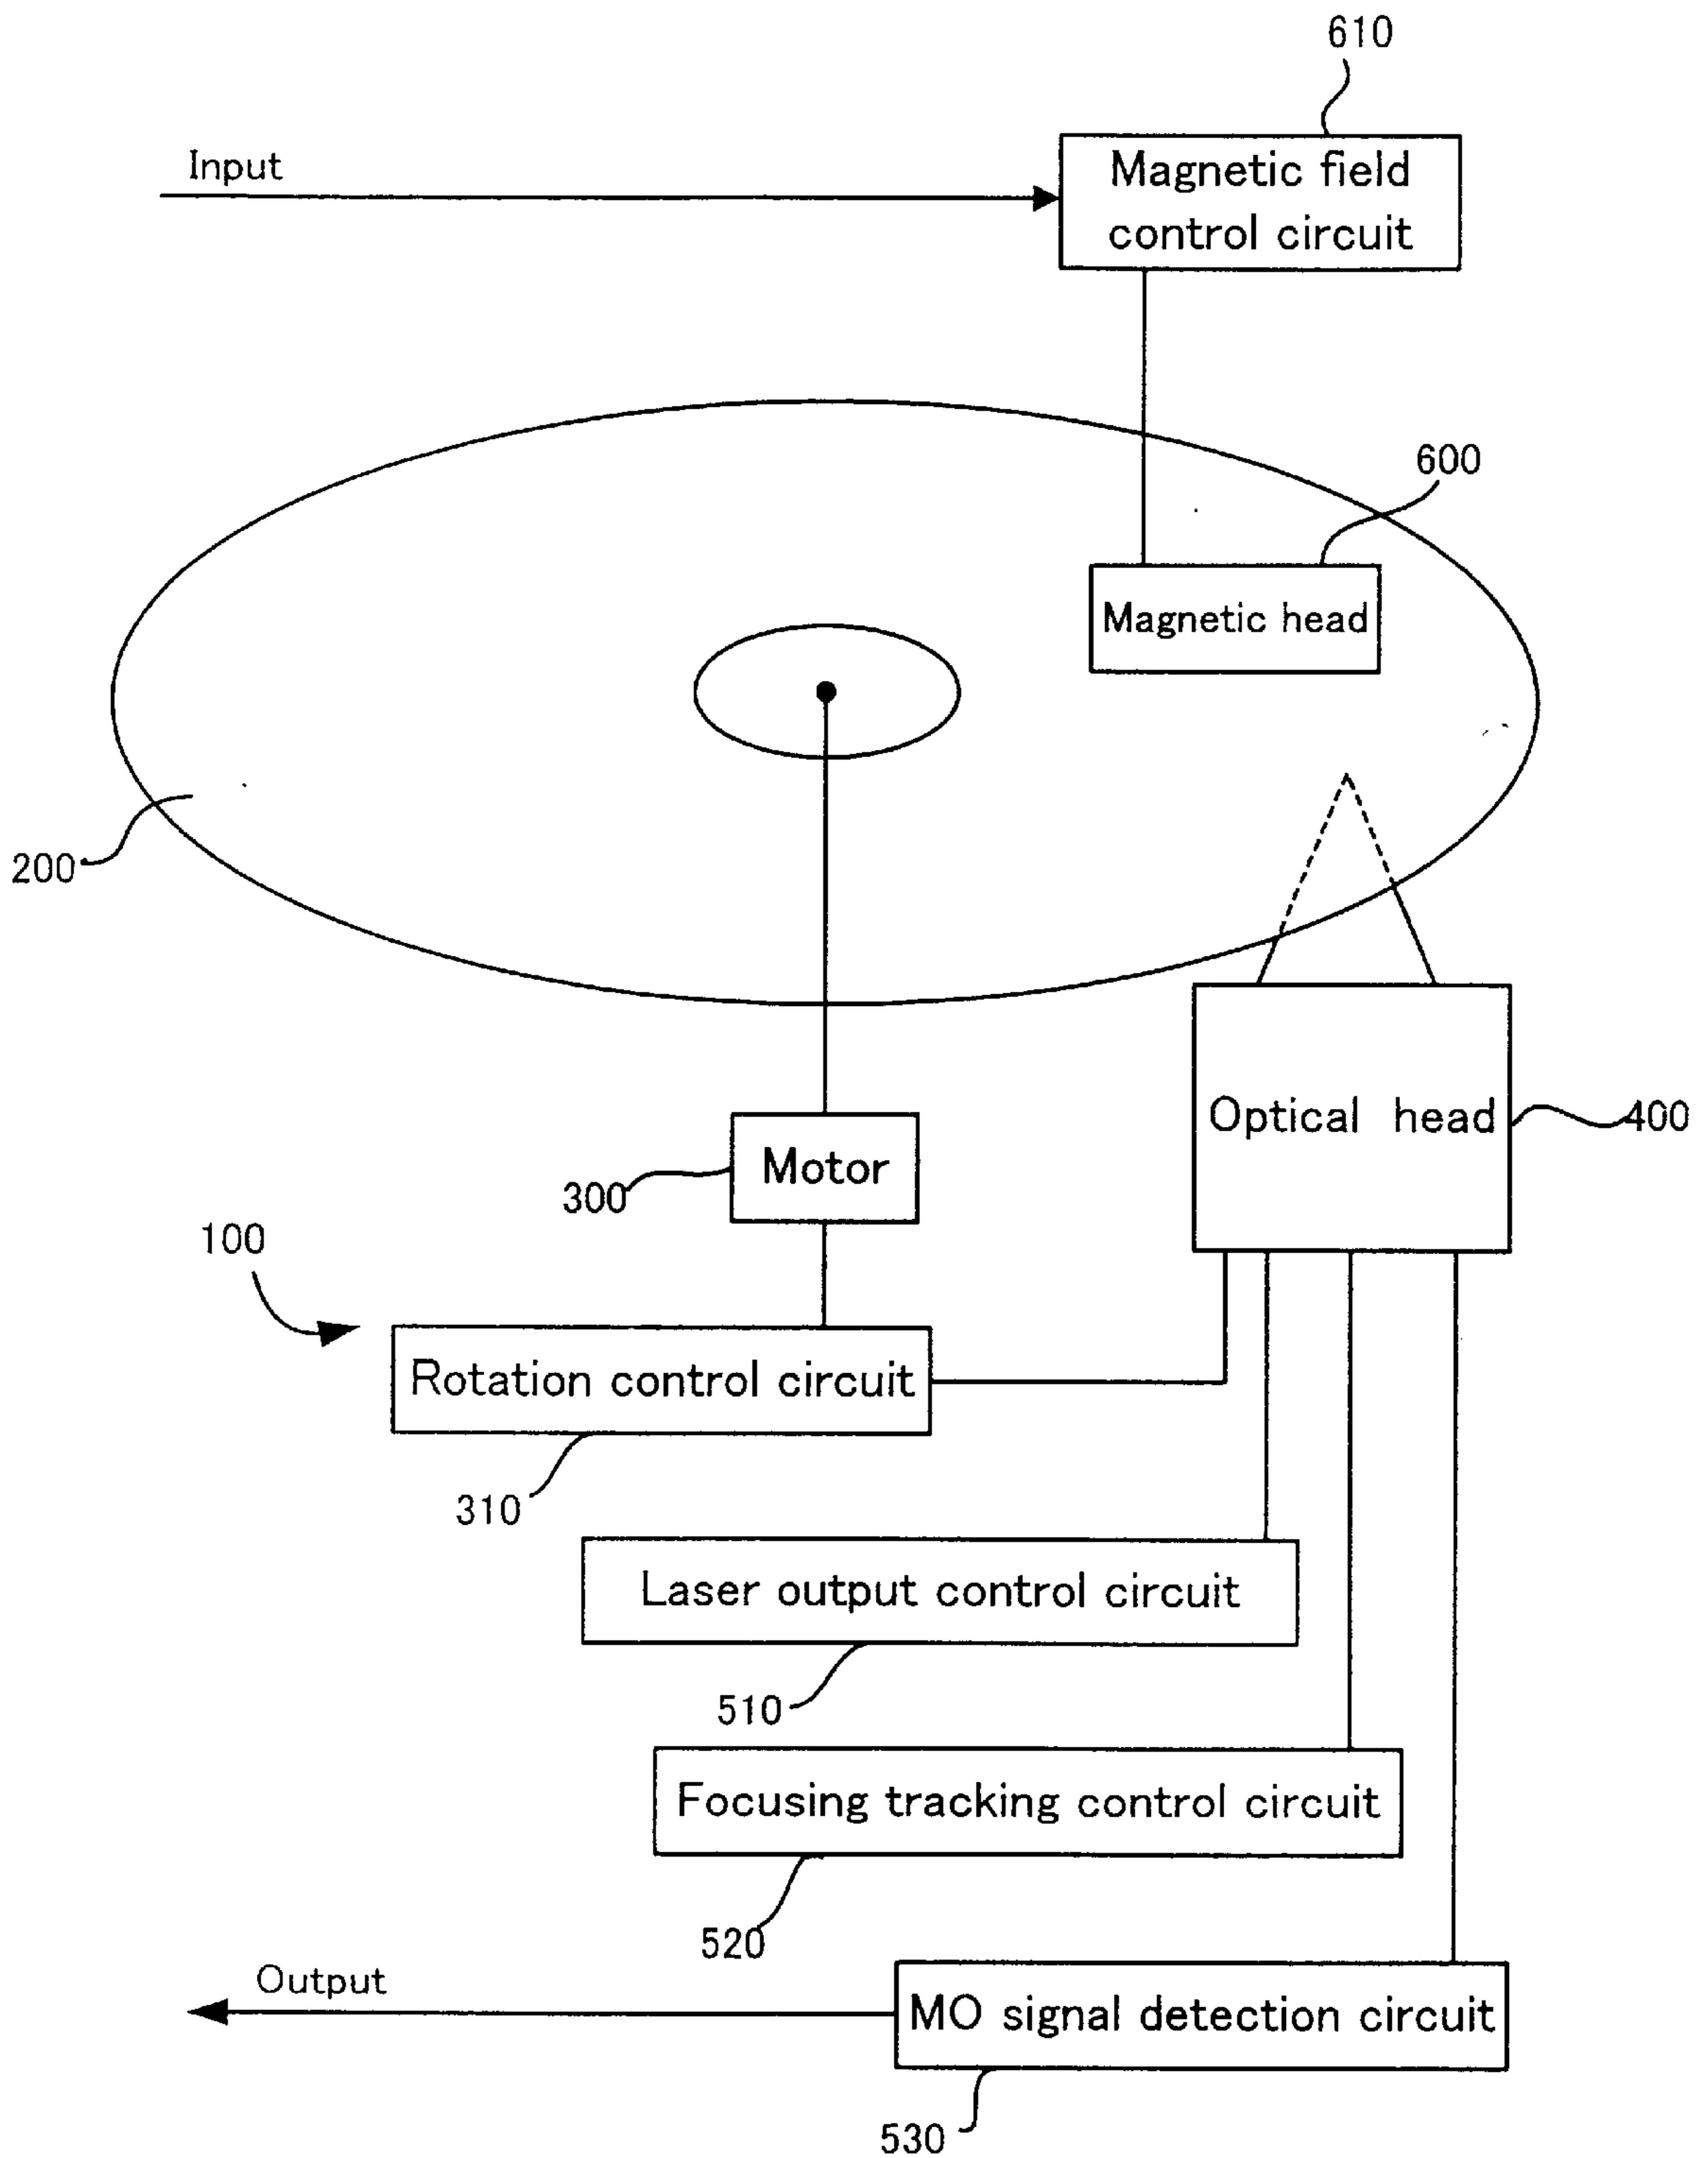 610
Input
Magnetic field
control circuit
600
Magnetic head
200
Optical head
400
Motor
300
100
Rotation control circuit
310
Laser output control circuit
510
Focusing tracking control circuit
520
Output
MO signal detection circuit
530